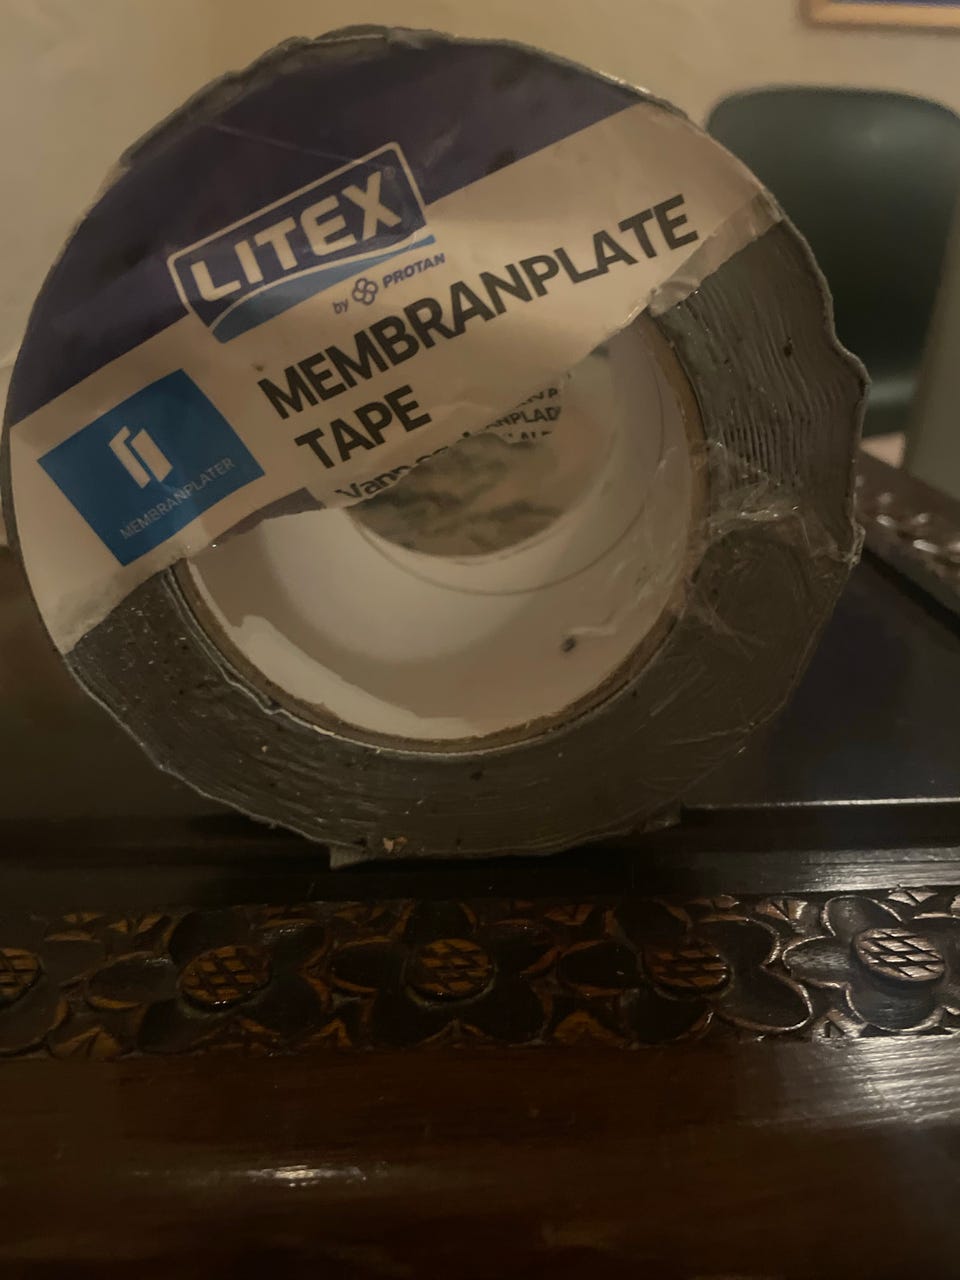 LITEX®
by PROTAN
MEMBRANPLATE
TAPE
MEMBRANPLATER